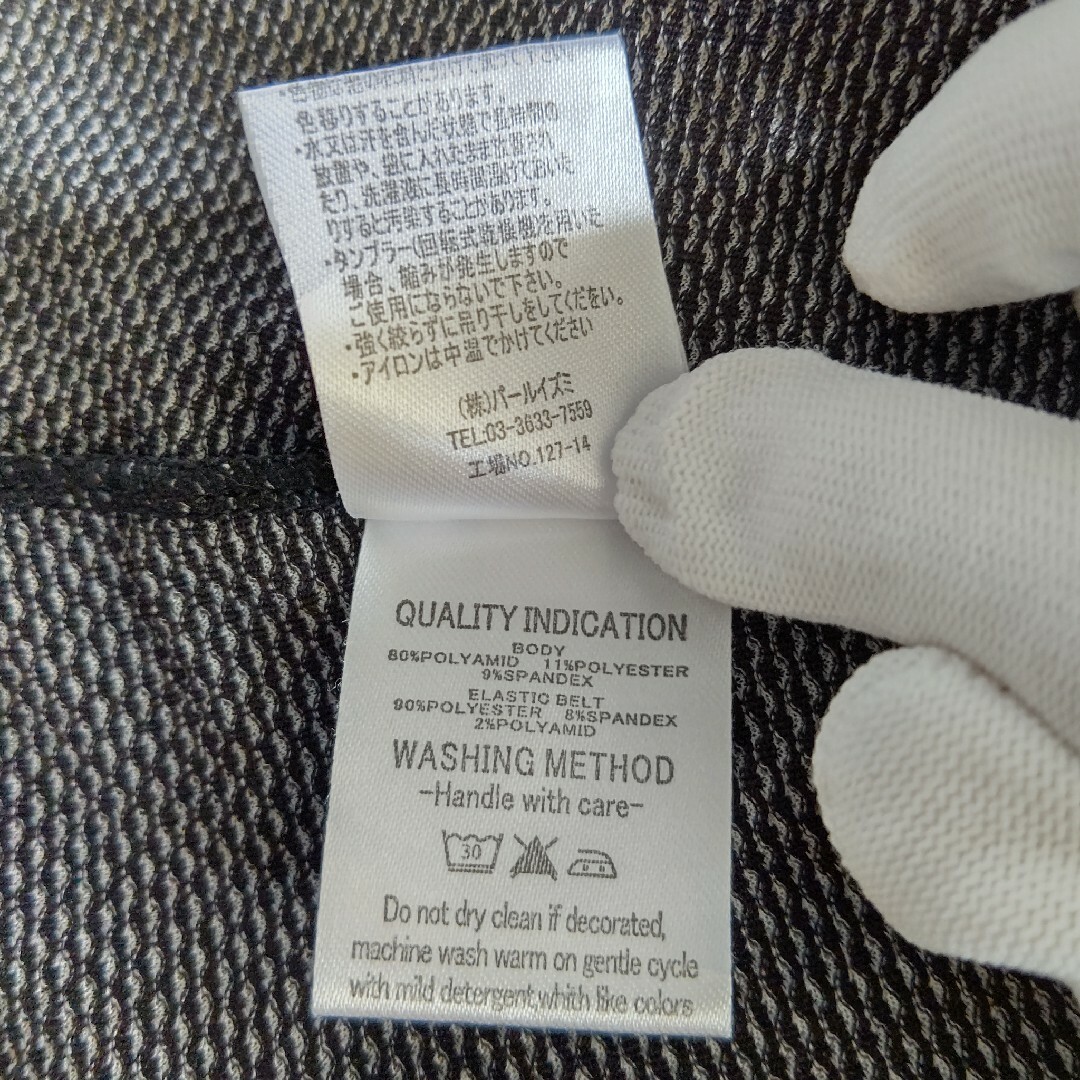 色移りすることがあります。
・水又は汗を含んだ状態で長時間の
放置や、袋に入れたまま放置され
たり、洗濯液に長時間漬けておいた
りすると汚染することがあります。
・タンブラー(回転式乾燥機を用いた
場合、縮みが発生しますので
ご使用にならないで下さい。
・強く絞らずに吊り干しをしてくだをい。
・アイロンは中温でかけてください
(株)パールイズミ
TEL.03-3633-7559
工場NO.127-14
QUALITY INDICATION
BODY
80%POLYAMID 11%POLYESTER
9%SPANDEX
ELASTIC BELT
90%POLYESTER 8%SPANDEX
2%POLYAMID
WASHING METHOD
-Handle with care-
30
Do not dry clean if decorated,
machine wash warm on gentle cycle
with mild detergent,whith like colors